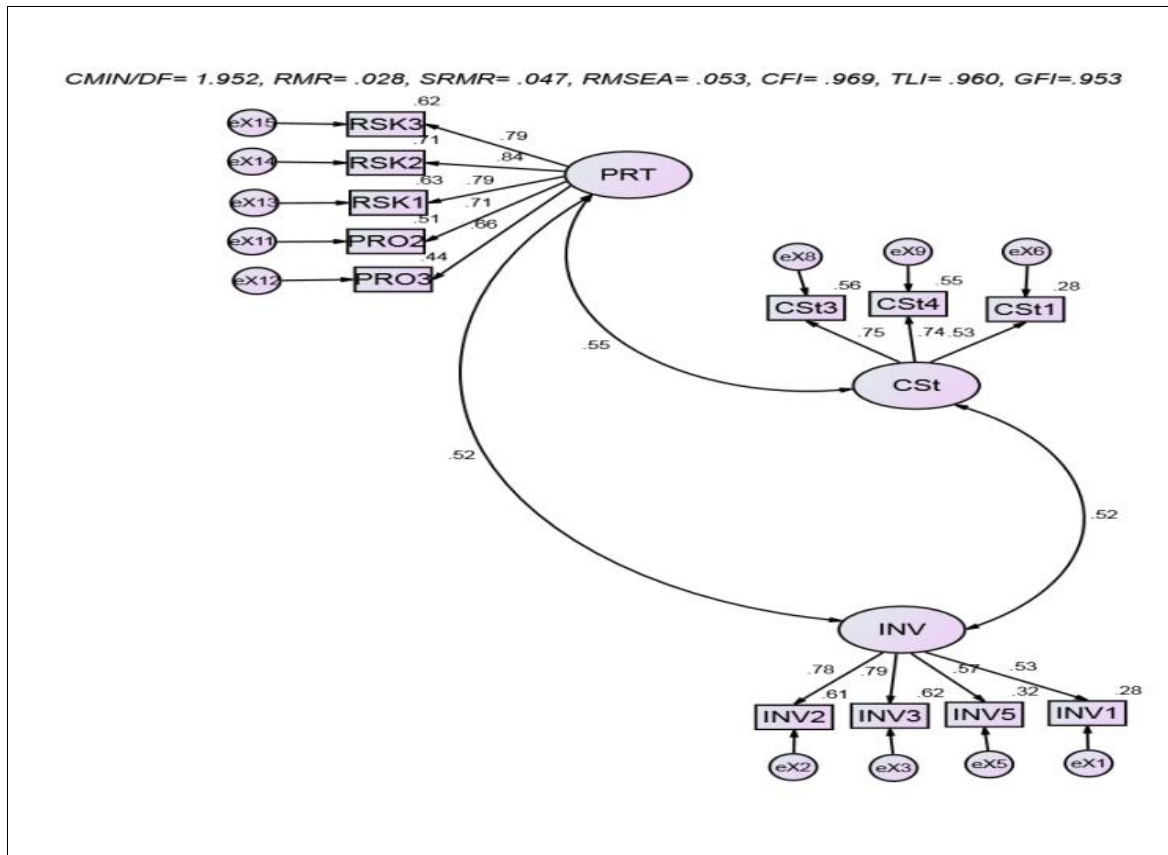 CMIN/DF= 1.952, RMR= .028, SRMR= .047, RMSEA= .053, CFI= .969, TLI= .960, GFI=.953
.62
eX15 RSK3 .79
.71
eX14 RSK2 .84 PRT
.63
eX13 RSK1 .79
.71
.51
eX11 PRO2 .66
.44
eX12 PRO3
eX8 eX9 eX6
.56 .55 .28
CSt3 CSt4 CSt1
.75 .74 .53
.55
CSt
.52
.52
INV
.78 .79 .57 .53
.61 .62 .32 .28
INV2 INV3 INV5 INV1
eX2 eX3 eX5 eX1